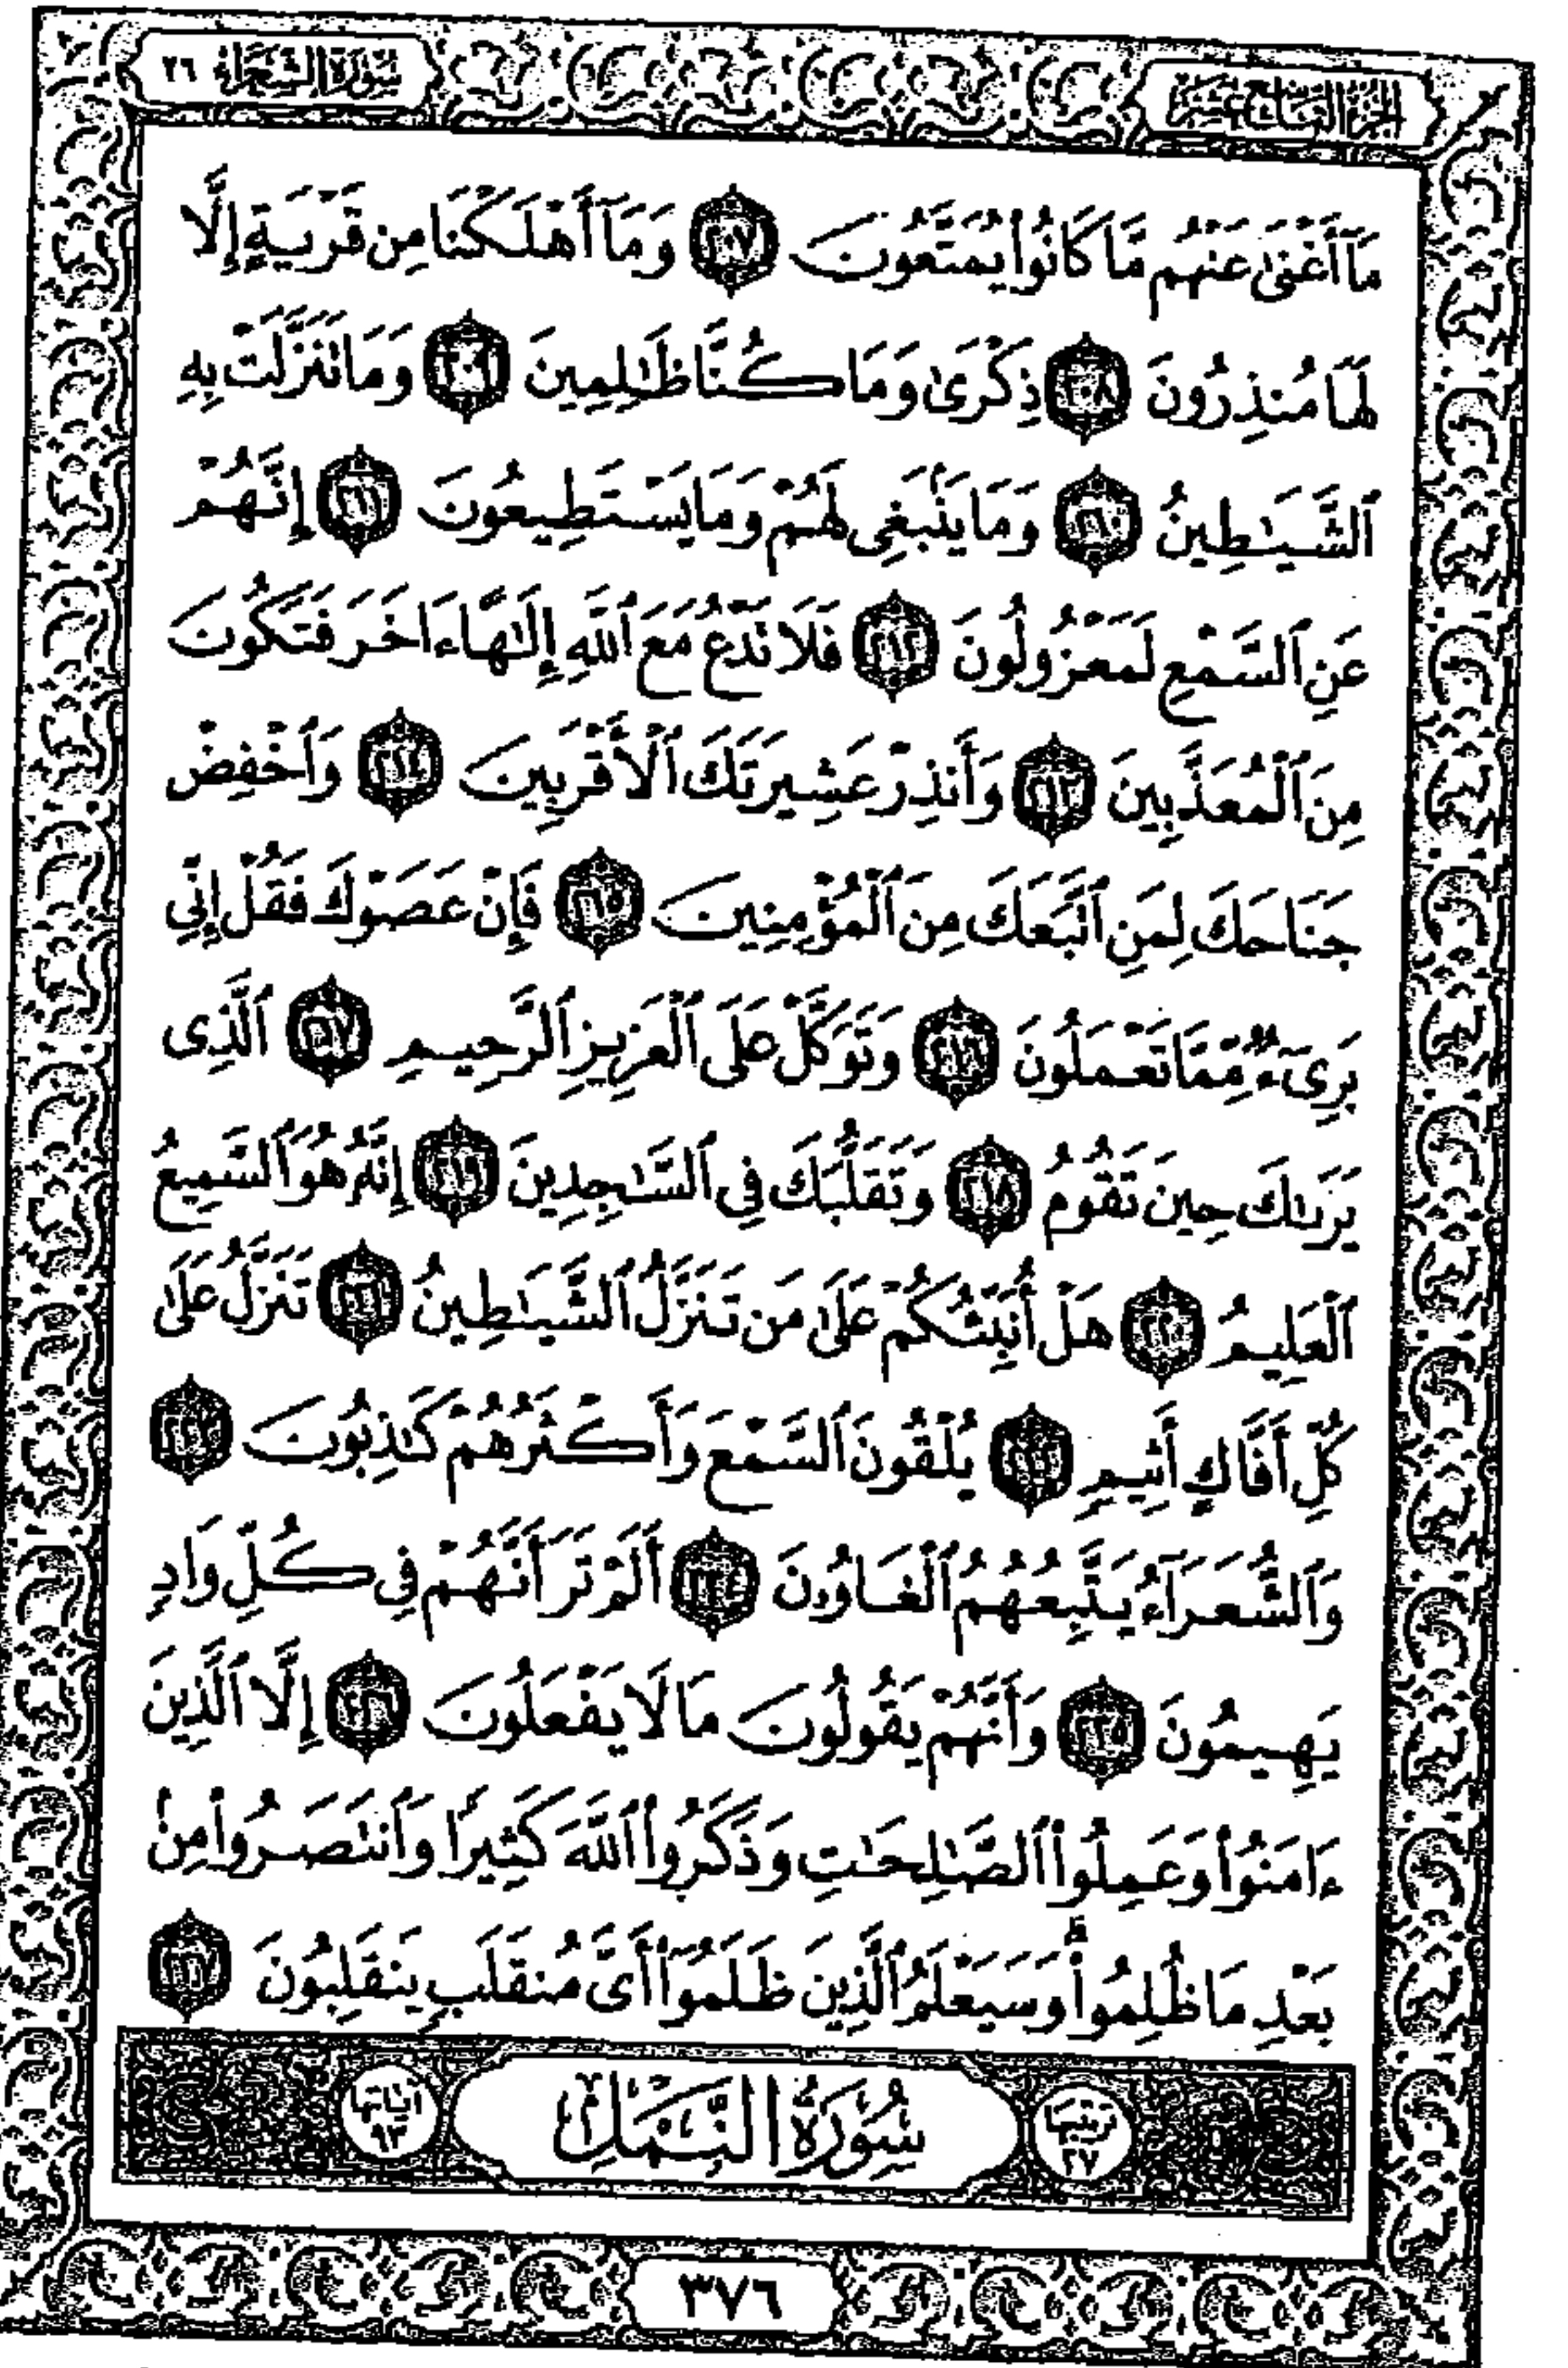 الجزء التاسع عشر
سورة الشعراء ٢٦
مَآ أَغْنَىٰ عَنْهُم مَّا كَانُوا۟ يُمَتَّعُونَ ٢٠٧ وَمَآ أَهْلَكْنَا مِن قَرْيَةٍ إِلَّا
لَهَا مُنذِرُونَ ٢٠٨ ذِكْرَىٰ وَمَا كُنَّا ظَٰلِمِينَ ٢٠٩ وَمَا تَنَزَّلَتْ بِهِ
ٱلشَّيَٰطِينُ ٢١٠ وَمَا يَنۢبَغِى لَهُمْ وَمَا يَسْتَطِيعُونَ ٢١١ إِنَّهُمْ
عَنِ ٱلسَّمْعِ لَمَعْزُولُونَ ٢١٢ فَلَا تَدْعُ مَعَ ٱللَّهِ إِلَٰهًا ءَاخَرَ فَتَكُونَ
مِنَ ٱلْمُعَذَّبِينَ ٢١٣ وَأَنذِرْ عَشِيرَتَكَ ٱلْأَقْرَبِينَ ٢١٤ وَٱخْفِضْ
جَنَاحَكَ لِمَنِ ٱتَّبَعَكَ مِنَ ٱلْمُؤْمِنِينَ ٢١٥ فَإِنْ عَصَوْكَ فَقُلْ إِنِّى
بَرِىٓءٌ مِّمَّا تَعْمَلُونَ ٢١٦ وَتَوَكَّلْ عَلَى ٱلْعَزِيزِ ٱلرَّحِيمِ ٢١٧ ٱلَّذِى
يَرَىٰكَ حِينَ تَقُومُ ٢١٨ وَتَقَلُّبَكَ فِى ٱلسَّٰجِدِينَ ٢١٩ إِنَّهُۥ هُوَ ٱلسَّمِيعُ
ٱلْعَلِيمُ ٢٢٠ هَلْ أُنَبِّئُكُمْ عَلَىٰ مَن تَنَزَّلُ ٱلشَّيَٰطِينُ ٢٢١ تَنَزَّلُ عَلَىٰ
كُلِّ أَفَّاكٍ أَثِيمٍ ٢٢٢ يُلْقُونَ ٱلسَّمْعَ وَأَكْثَرُهُمْ كَٰذِبُونَ ٢٢٣
وَٱلشُّعَرَآءُ يَتَّبِعُهُمُ ٱلْغَاوُۥنَ ٢٢٤ أَلَمْ تَرَ أَنَّهُمْ فِى كُلِّ وَادٍ
يَهِيمُونَ ٢٢٥ وَأَنَّهُمْ يَقُولُونَ مَا لَا يَفْعَلُونَ ٢٢٦ إِلَّا ٱلَّذِينَ
ءَامَنُوا۟ وَعَمِلُوا۟ ٱلصَّٰلِحَٰتِ وَذَكَرُوا۟ ٱللَّهَ كَثِيرًا وَٱنتَصَرُوا۟ مِنۢ
بَعْدِ مَا ظُلِمُوا۟ ۗ وَسَيَعْلَمُ ٱلَّذِينَ ظَلَمُوٓا۟ أَىَّ مُنقَلَبٍ يَنقَلِبُونَ ٢٢٧
ترتيبها ٢٧
سُورَةُ النَّمْلِ
آياتها ٩٣
٣٧٦